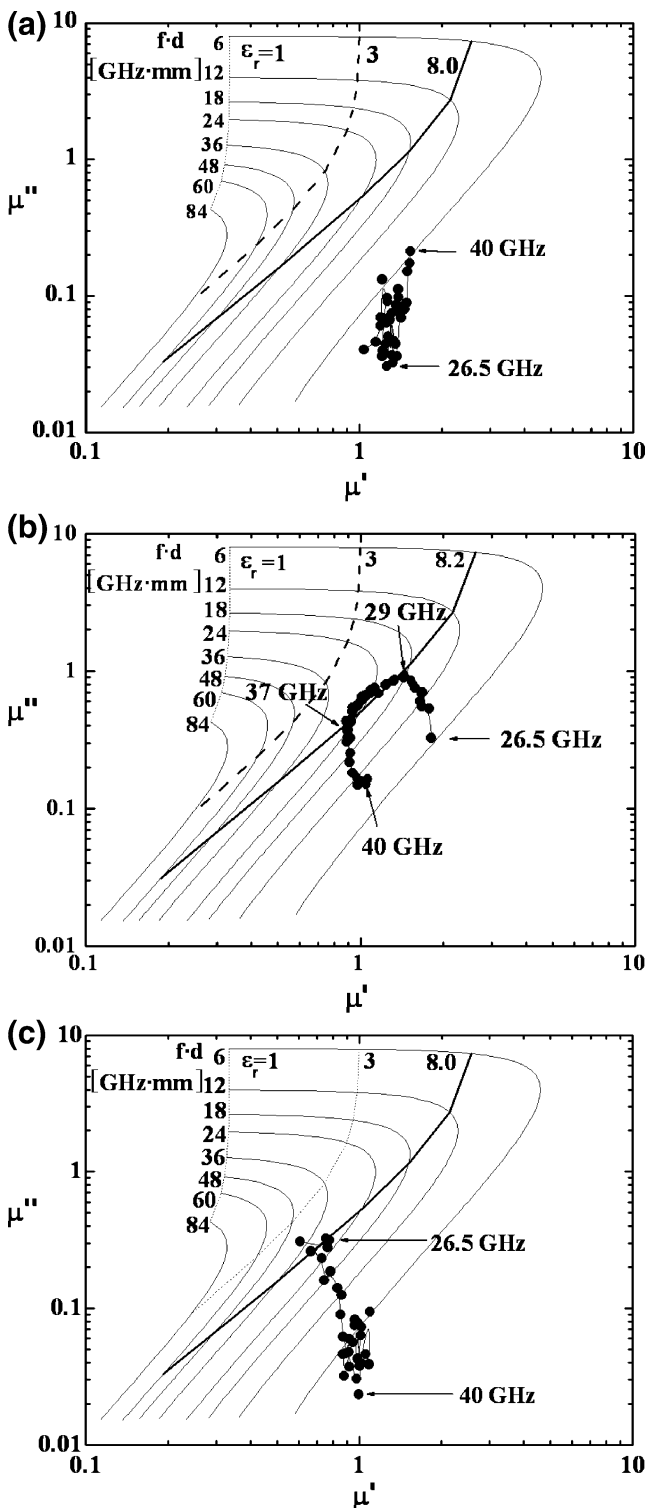 (a)
10
f·d 6 εr=1 3 8.0
[GHz·mm] 12
18
24
36
48
60
84
1
μ"
0.1
0.01
40 GHz
26.5 GHz
0.1 1 10
μ'
(b)
10
f·d 6 εr=1 3 8.2
[GHz·mm] 12
18
24
36
48
60
84
29 GHz
1
37 GHz
μ"
26.5 GHz
0.1
40 GHz
0.01
0.1 1 10
μ'
(c)
10
f·d 6 εr=1 3 8.0
[GHz·mm] 12
18
24
36
48
60
84
1
μ"
26.5 GHz
0.1
40 GHz
0.01
0.1 1 10
μ'